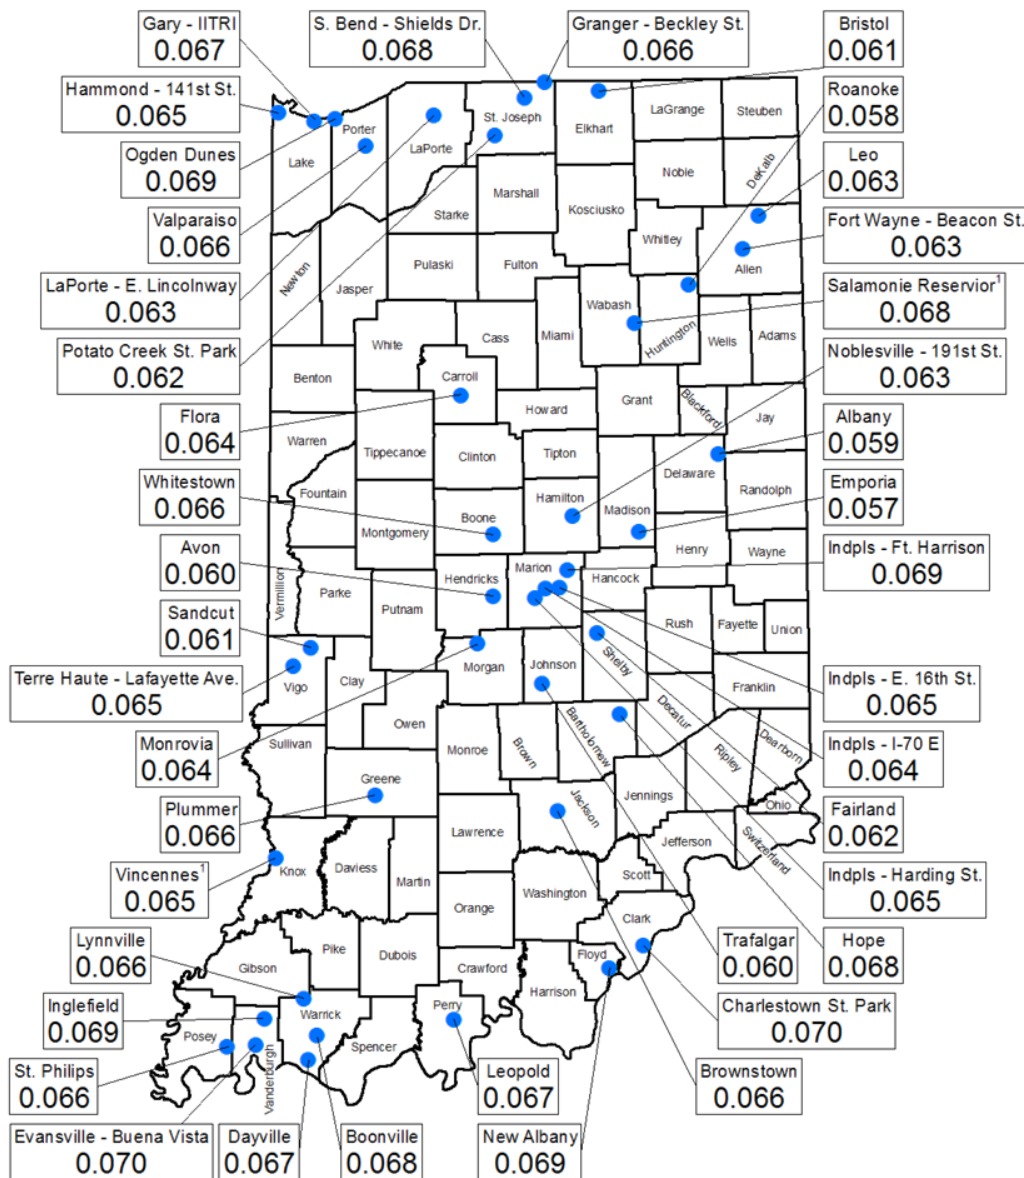 Gary - IITRI
0.067
S. Bend - Shields Dr.
0.068
Granger - Beckley St.
0.066
Bristol
0.061
Hammond - 141st St.
0.065
Roanoke
0.058
Ogden Dunes
0.069
Leo
0.063
Valparaiso
0.066
Fort Wayne - Beacon St.
0.063
LaPorte - E. Lincolnway
0.063
Salamonie Reservior¹
0.068
Potato Creek St. Park
0.062
Noblesville - 191st St.
0.063
Flora
0.064
Albany
0.059
Whitestown
0.066
Emporia
0.057
Avon
0.060
Indpls - Ft. Harrison
0.069
Sandcut
0.061
Terre Haute - Lafayette Ave.
0.065
Indpls - E. 16th St.
0.065
Monrovia
0.064
Indpls - I-70 E
0.064
Plummer
0.066
Fairland
0.062
Vincennes¹
0.065
Indpls - Harding St.
0.065
Lynnville
0.066
Trafalgar
0.060
Hope
0.068
Inglefield
0.069
Charlestown St. Park
0.070
St. Philips
0.066
Leopold
0.067
Brownstown
0.066
Evansville - Buena Vista
0.070
Dayville
0.067
Boonville
0.068
New Albany
0.069
Lake
Porter
LaPorte
St. Joseph
Elkhart
LaGrange
Steuben
Noble
DeKalb
Marshall
Starke
Kosciusko
Whitley
Allen
Newton
Jasper
Pulaski
Fulton
Wabash
Huntington
Wells
Adams
White
Cass
Miami
Benton
Carroll
Howard
Grant
Blackford
Jay
Warren
Tippecanoe
Clinton
Tipton
Delaware
Randolph
Fountain
Montgomery
Boone
Hamilton
Madison
Henry
Wayne
Vermillion
Parke
Putnam
Hendricks
Marion
Hancock
Rush
Fayette
Union
Vigo
Clay
Morgan
Johnson
Shelby
Franklin
Owen
Sullivan
Greene
Monroe
Brown
Bartholomew
Decatur
Ripley
Dearborn
Jennings
Ohio
Jackson
Lawrence
Jefferson
Switzerland
Knox
Daviess
Martin
Orange
Washington
Scott
Clark
Floyd
Gibson
Pike
Dubois
Crawford
Harrison
Posey
Vanderburgh
Warrick
Spencer
Perry